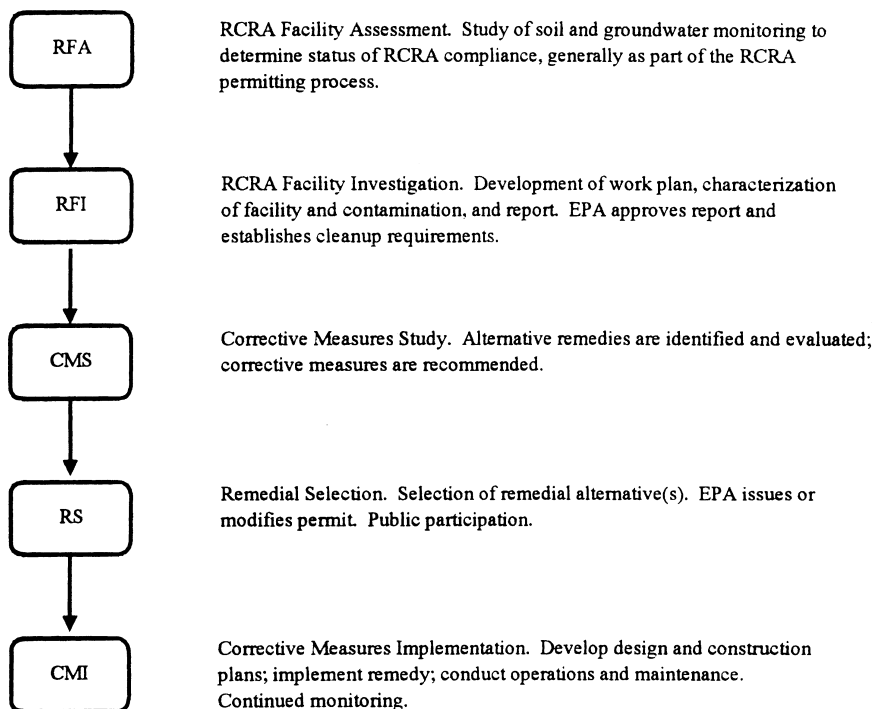 RFA
RCRA Facility Assessment. Study of soil and groundwater monitoring to
determine status of RCRA compliance, generally as part of the RCRA
permitting process.
RFI
RCRA Facility Investigation. Development of work plan, characterization
of facility and contamination, and report. EPA approves report and
establishes cleanup requirements.
CMS
Corrective Measures Study. Alternative remedies are identified and evaluated;
corrective measures are recommended.
RS
Remedial Selection. Selection of remedial alternative(s). EPA issues or
modifies permit. Public participation.
CMI
Corrective Measures Implementation. Develop design and construction
plans; implement remedy; conduct operations and maintenance.
Continued monitoring.